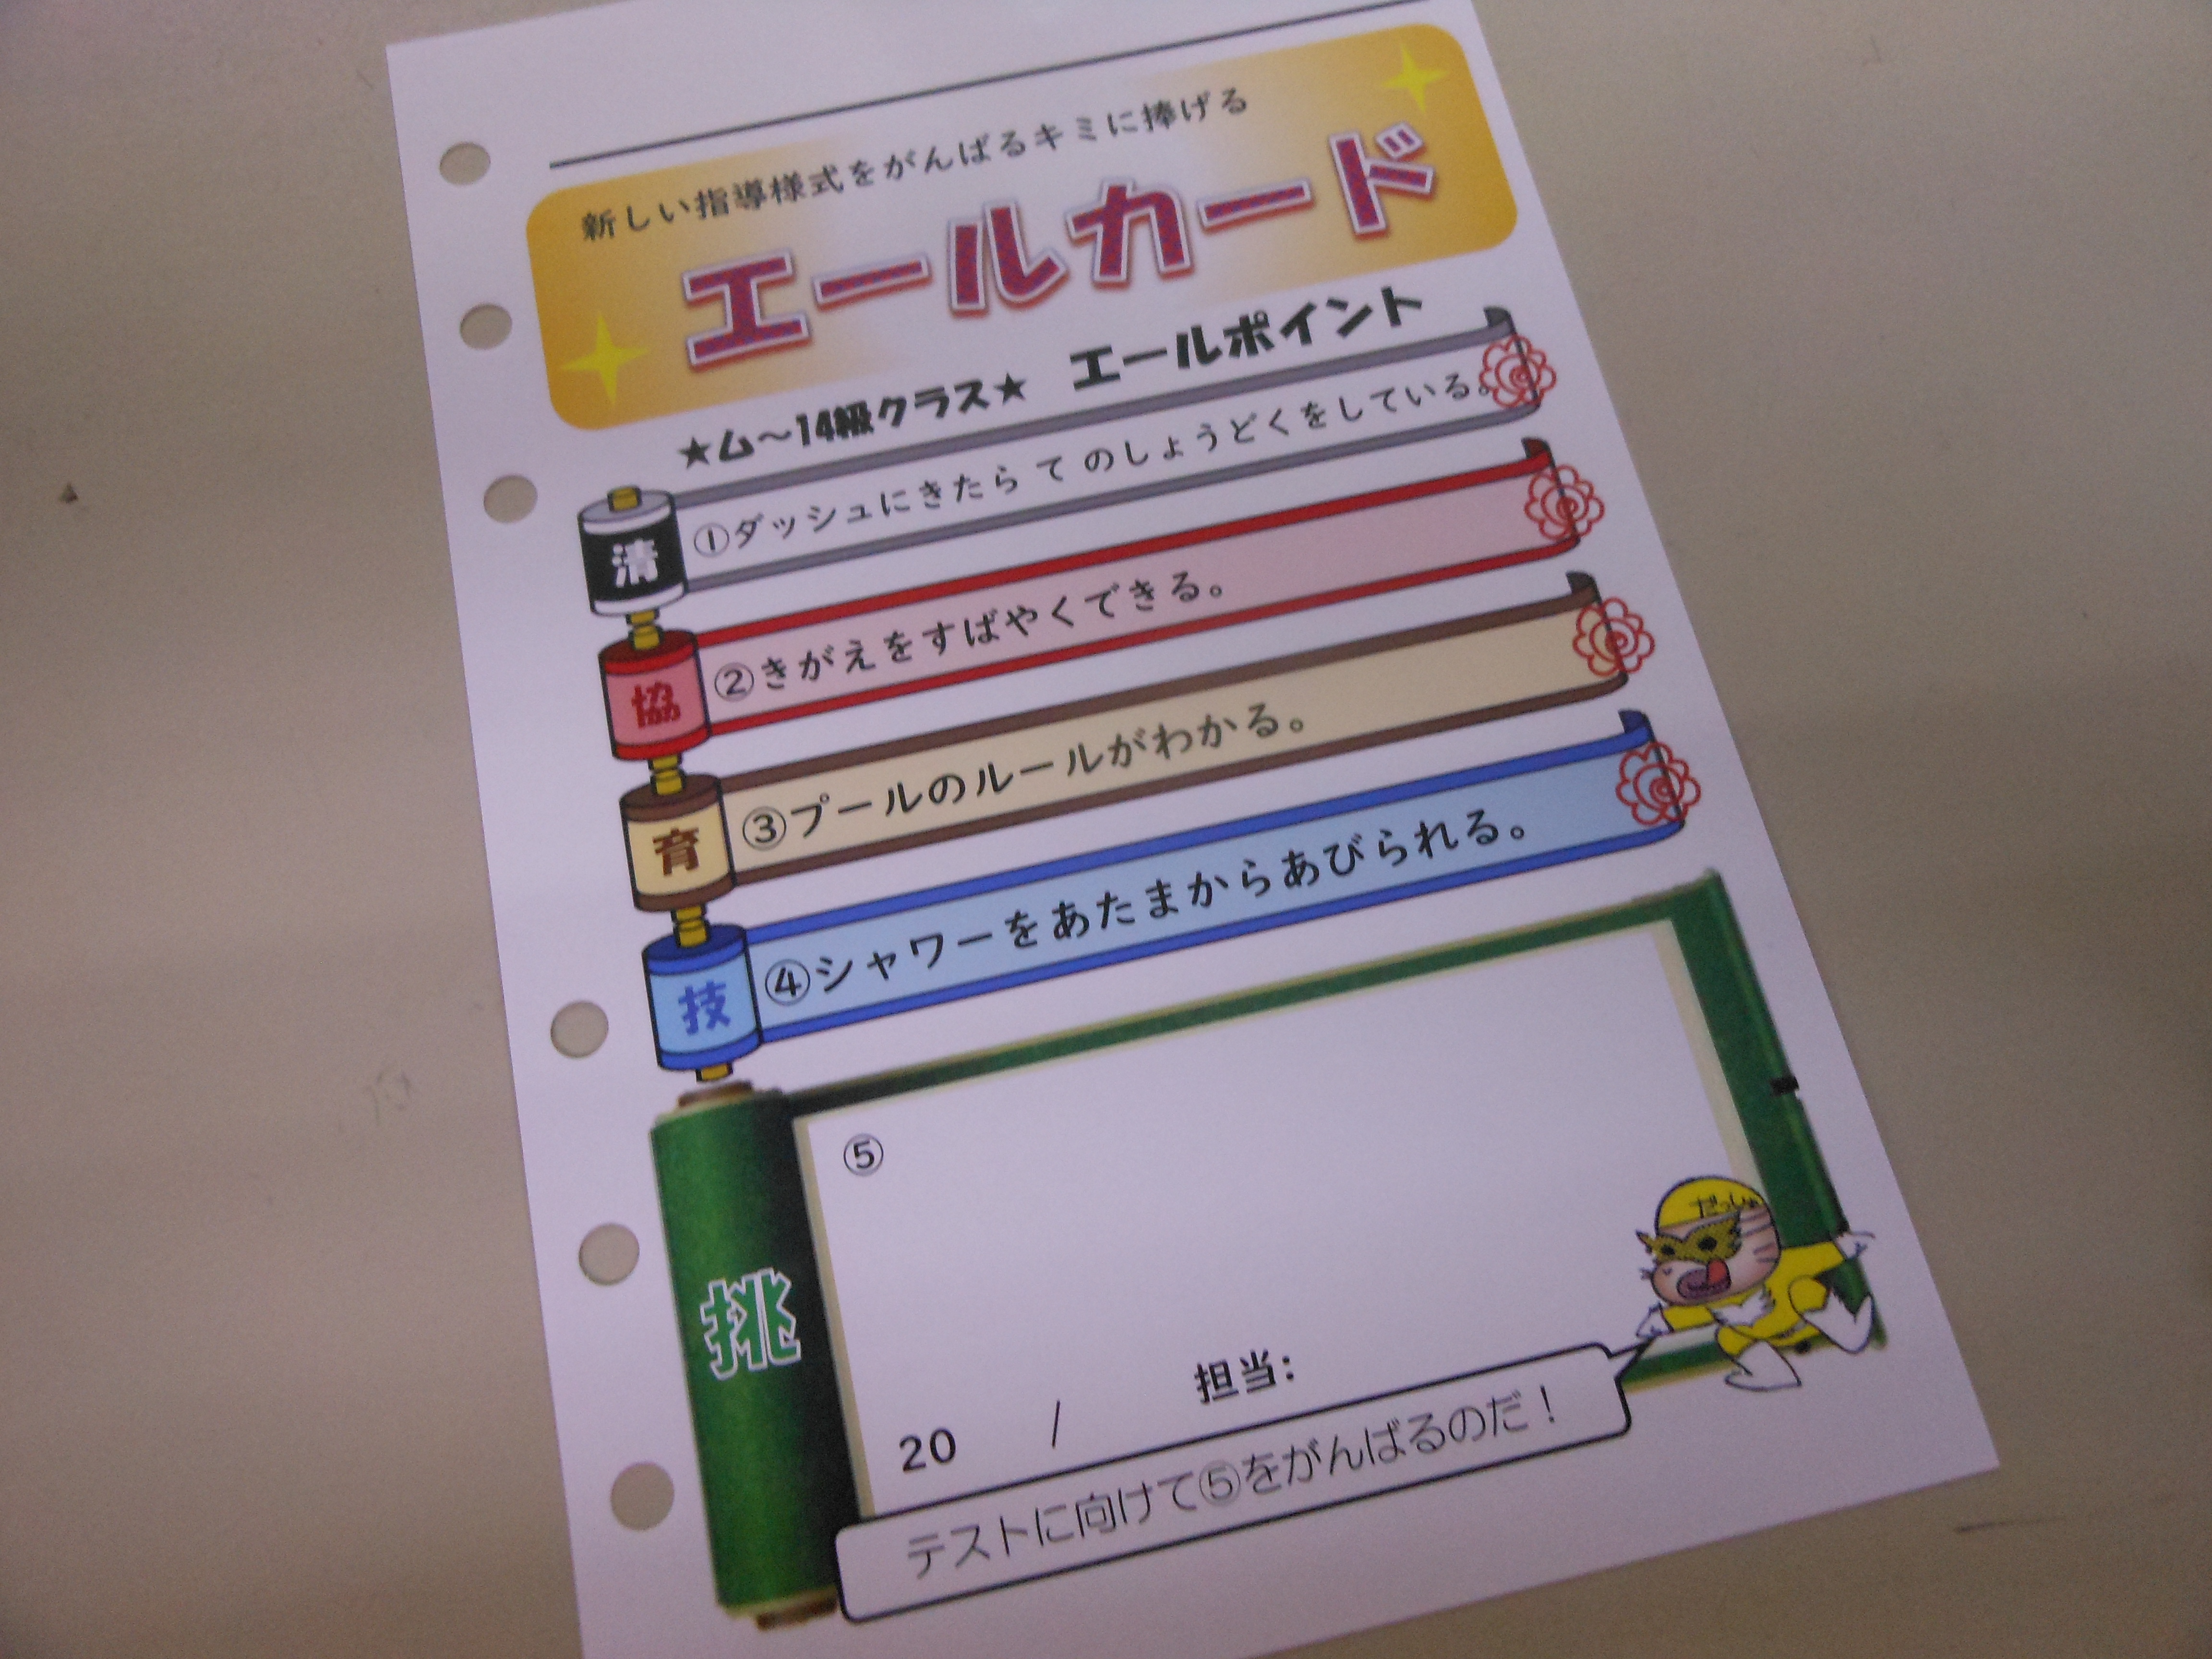 新しい指導様式をがんばるキミに捧げる
エールカード
★ム～14級クラス★ エールポイント
清 ①ダッシュにきたら て のしょうどくをしている。
協 ②きがえをすばやくできる。
育 ③プールのルールがわかる。
技 ④シャワーをあたまからあびられる。
挑 ⑤
だっしゅ
20 / 担当:
テストに向けて⑤をがんばるのだ！